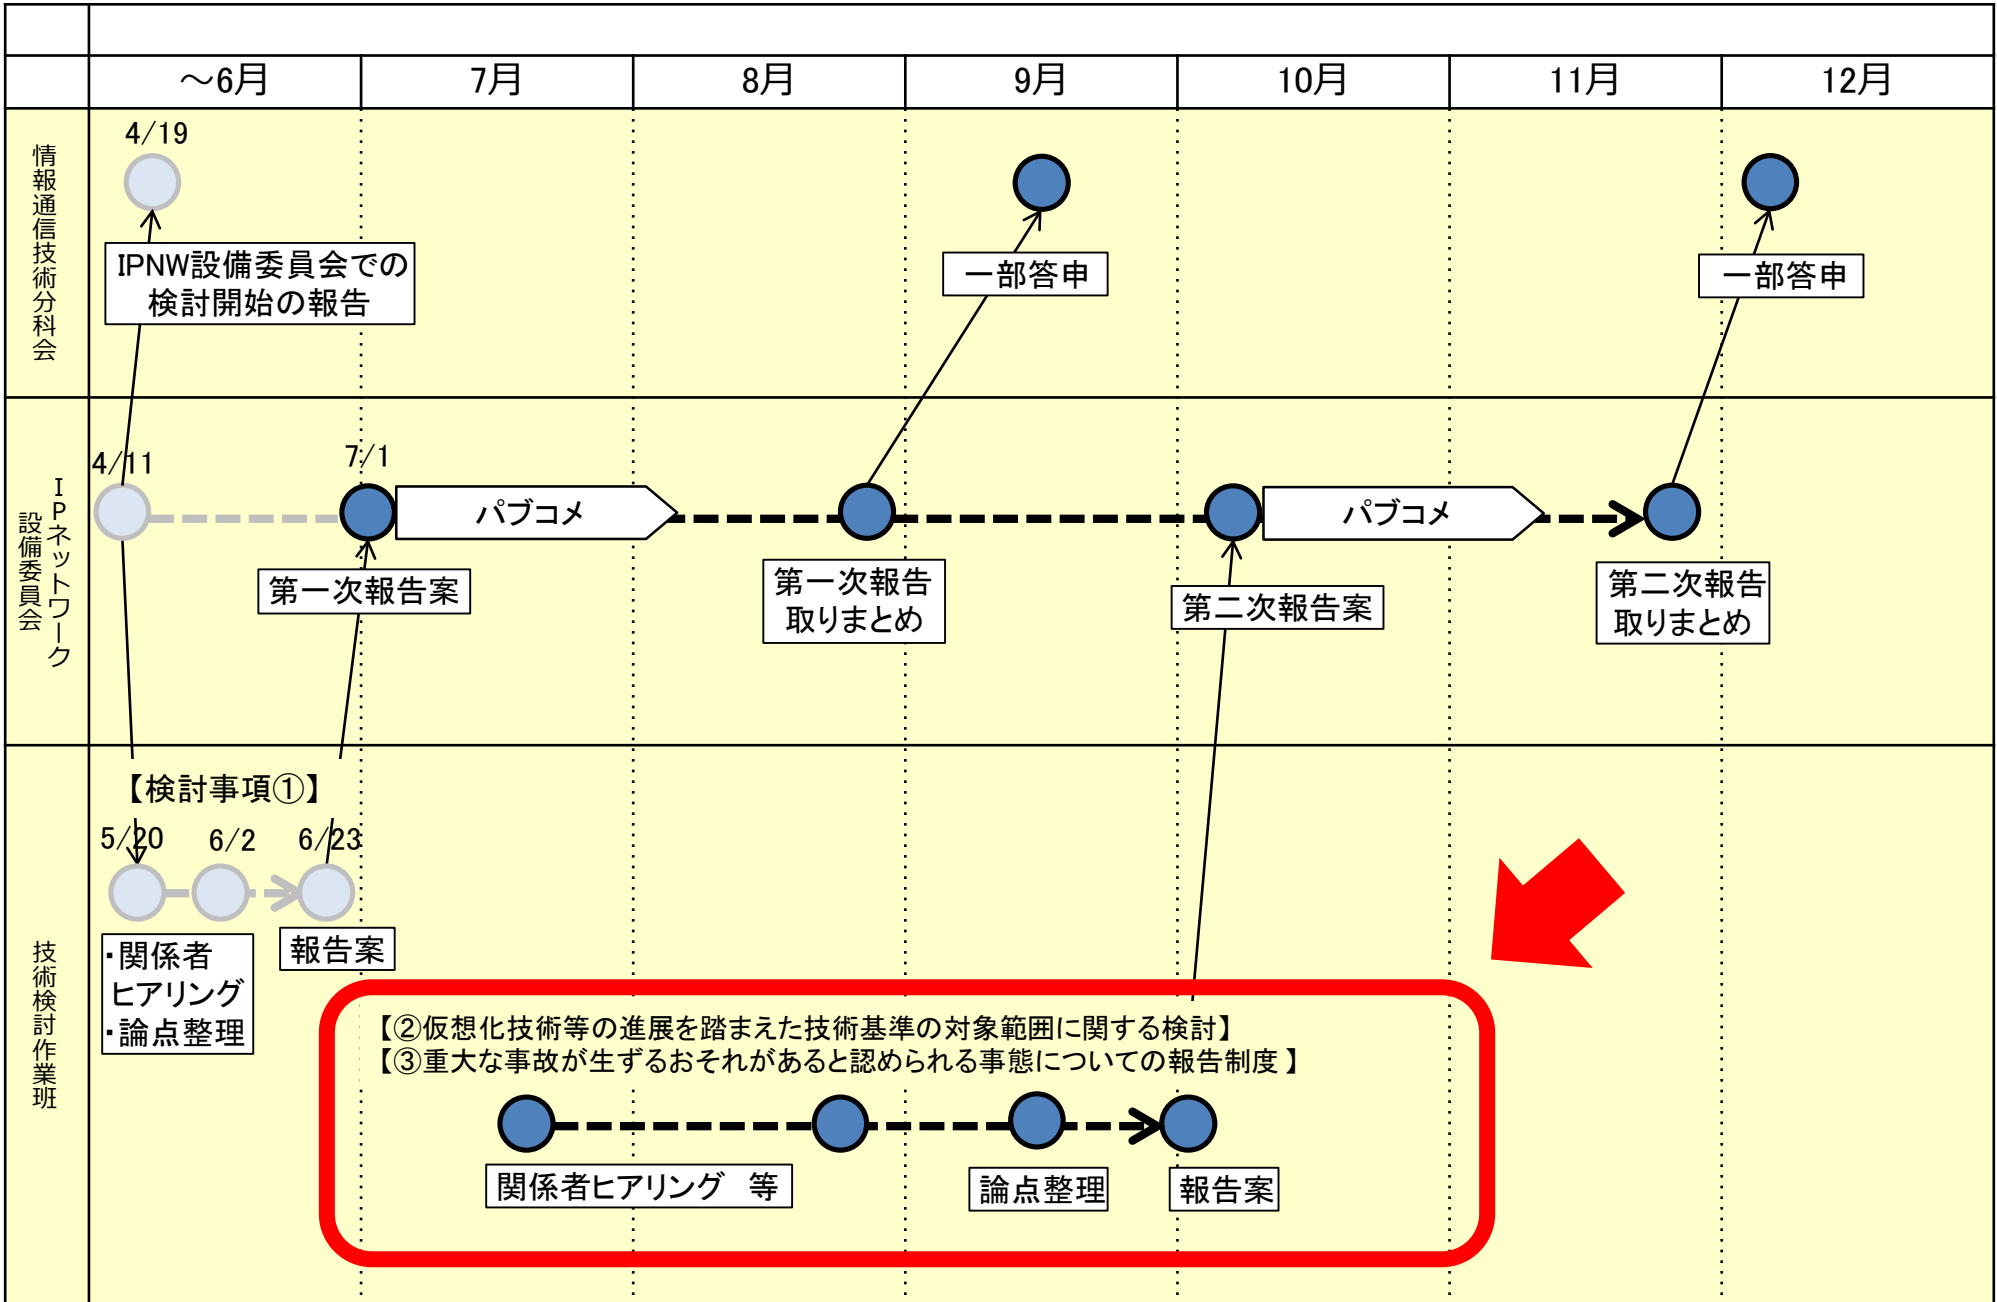 ～6月
7月
8月
9月
10月
11月
12月
情報通信技術分科会
4/19
IPNW設備委員会での
検討開始の報告
一部答申
一部答申
IPネットワーク
設備委員会
4/11
7/1
パブコメ
パブコメ
第一次報告案
第一次報告
取りまとめ
第二次報告案
第二次報告
取りまとめ
技術検討作業班
【検討事項①】
5/20
6/2
6/23
・関係者
ヒアリング
・論点整理
報告案
【②仮想化技術等の進展を踏まえた技術基準の対象範囲に関する検討】
【③重大な事故が生ずるおそれがあると認められる事態についての報告制度 】
関係者ヒアリング　等
論点整理
報告案